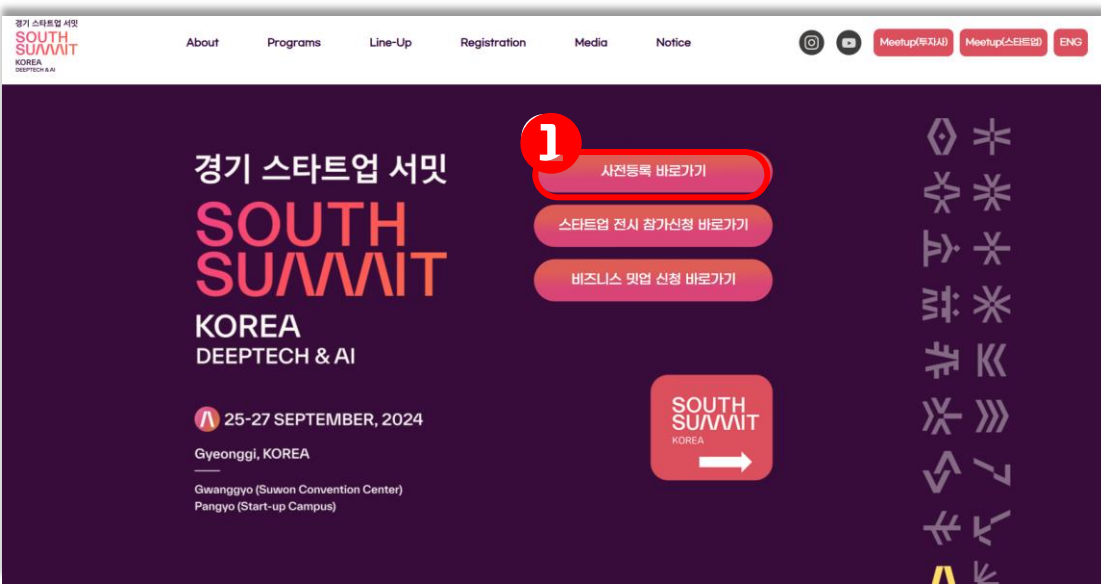 경기 스타트업 서밋
SOUTH
SUMMIT
KOREA
DEEPTECH & AI
About Programs Line-Up Registration Media Notice
Meetup(투자사) Meetup(스타트업) ENG
1
사전등록 바로가기
스타트업 전시 참가신청 바로가기
비즈니스 밋업 신청 바로가기
경기 스타트업 서밋
SOUTH
SUMMIT
KOREA
DEEPTECH & AI
25-27 SEPTEMBER, 2024
Gyeonggi, KOREA
Gwanggyo (Suwon Convention Center)
Pangyo (Start-up Campus)
SOUTH
SUMMIT
KOREA